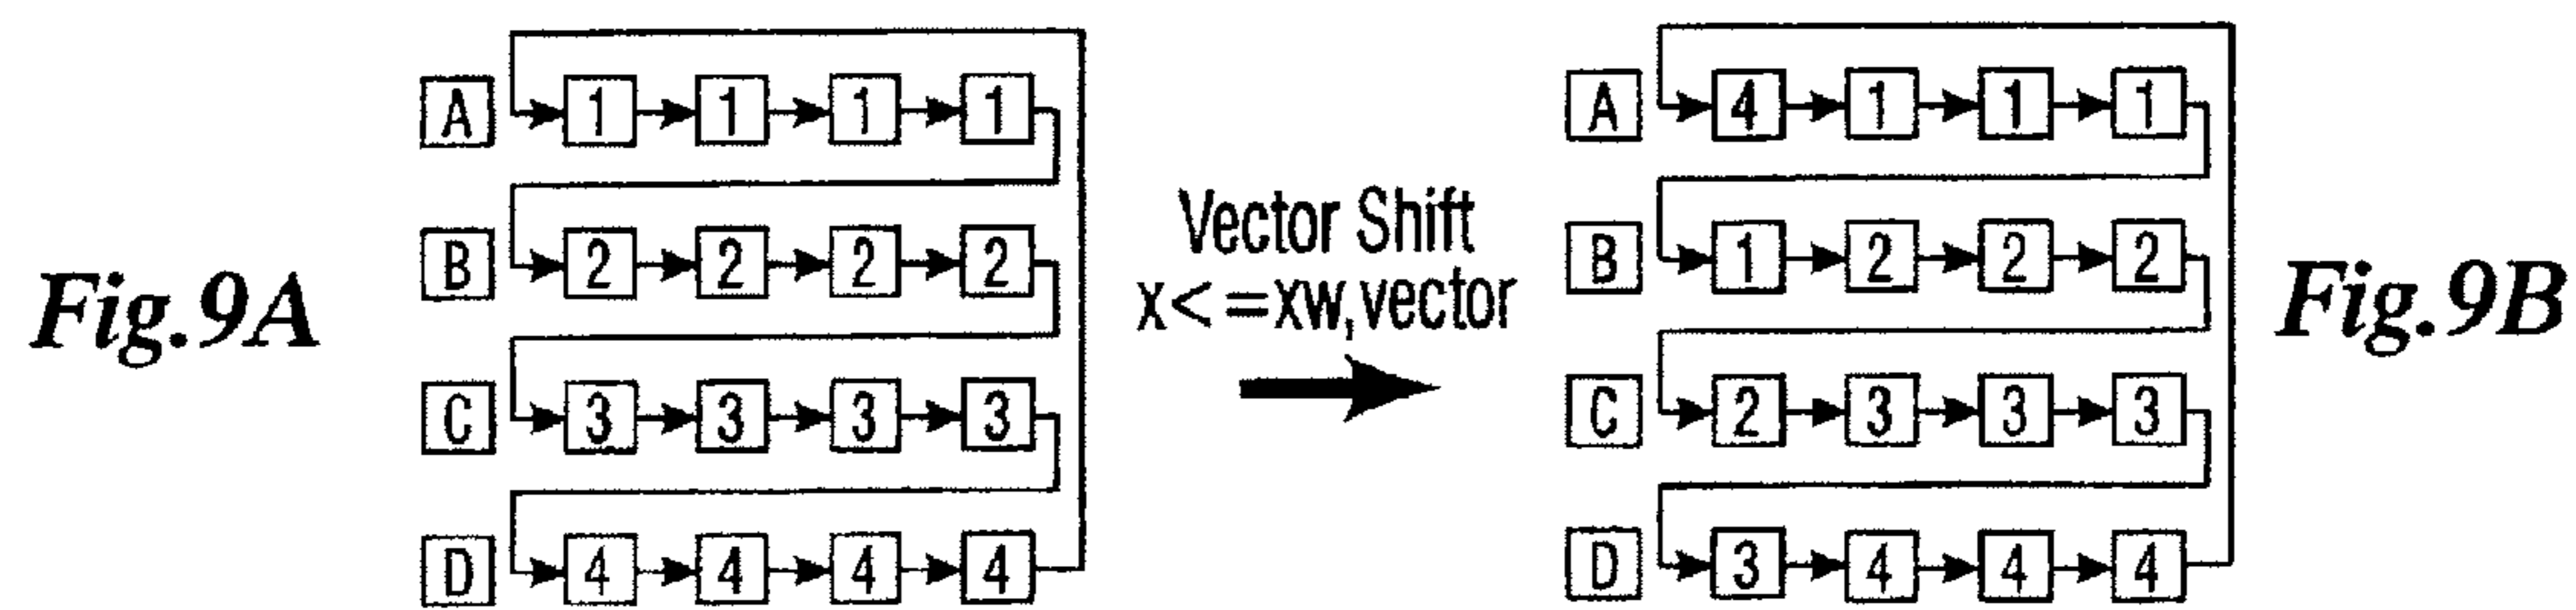 A 1 1 1 1
B 2 2 2 2
C 3 3 3 3
D 4 4 4 4
Fig.9A
Vector Shift
x<=xw,vector
A 4 1 1 1
B 1 2 2 2
C 2 3 3 3
D 3 4 4 4
Fig.9B